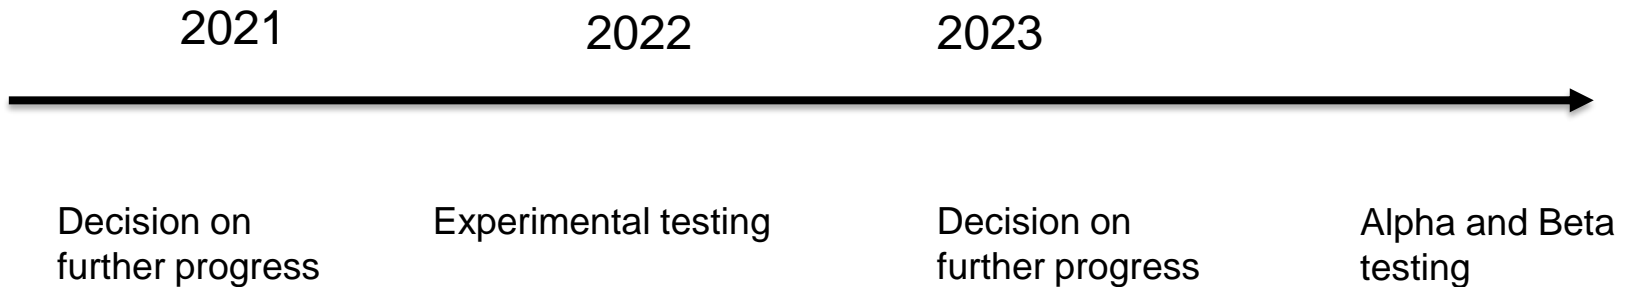 2021
2022
2023
Decision on
further progress
Experimental testing
Decision on
further progress
Alpha and Beta
testing